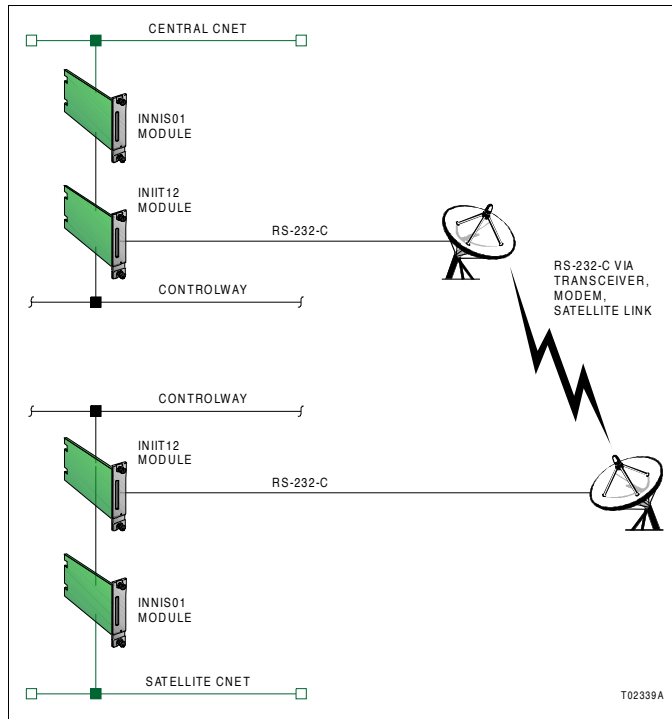 CENTRAL CNET
INNIS01
MODULE
INIIT12
MODULE
RS-232-C
RS-232-C VIA
TRANSCEIVER,
MODEM,
SATELLITE LINK
CONTROLWAY
CONTROLWAY
INIIT12
MODULE
RS-232-C
INNIS01
MODULE
SATELLITE CNET
T02339A